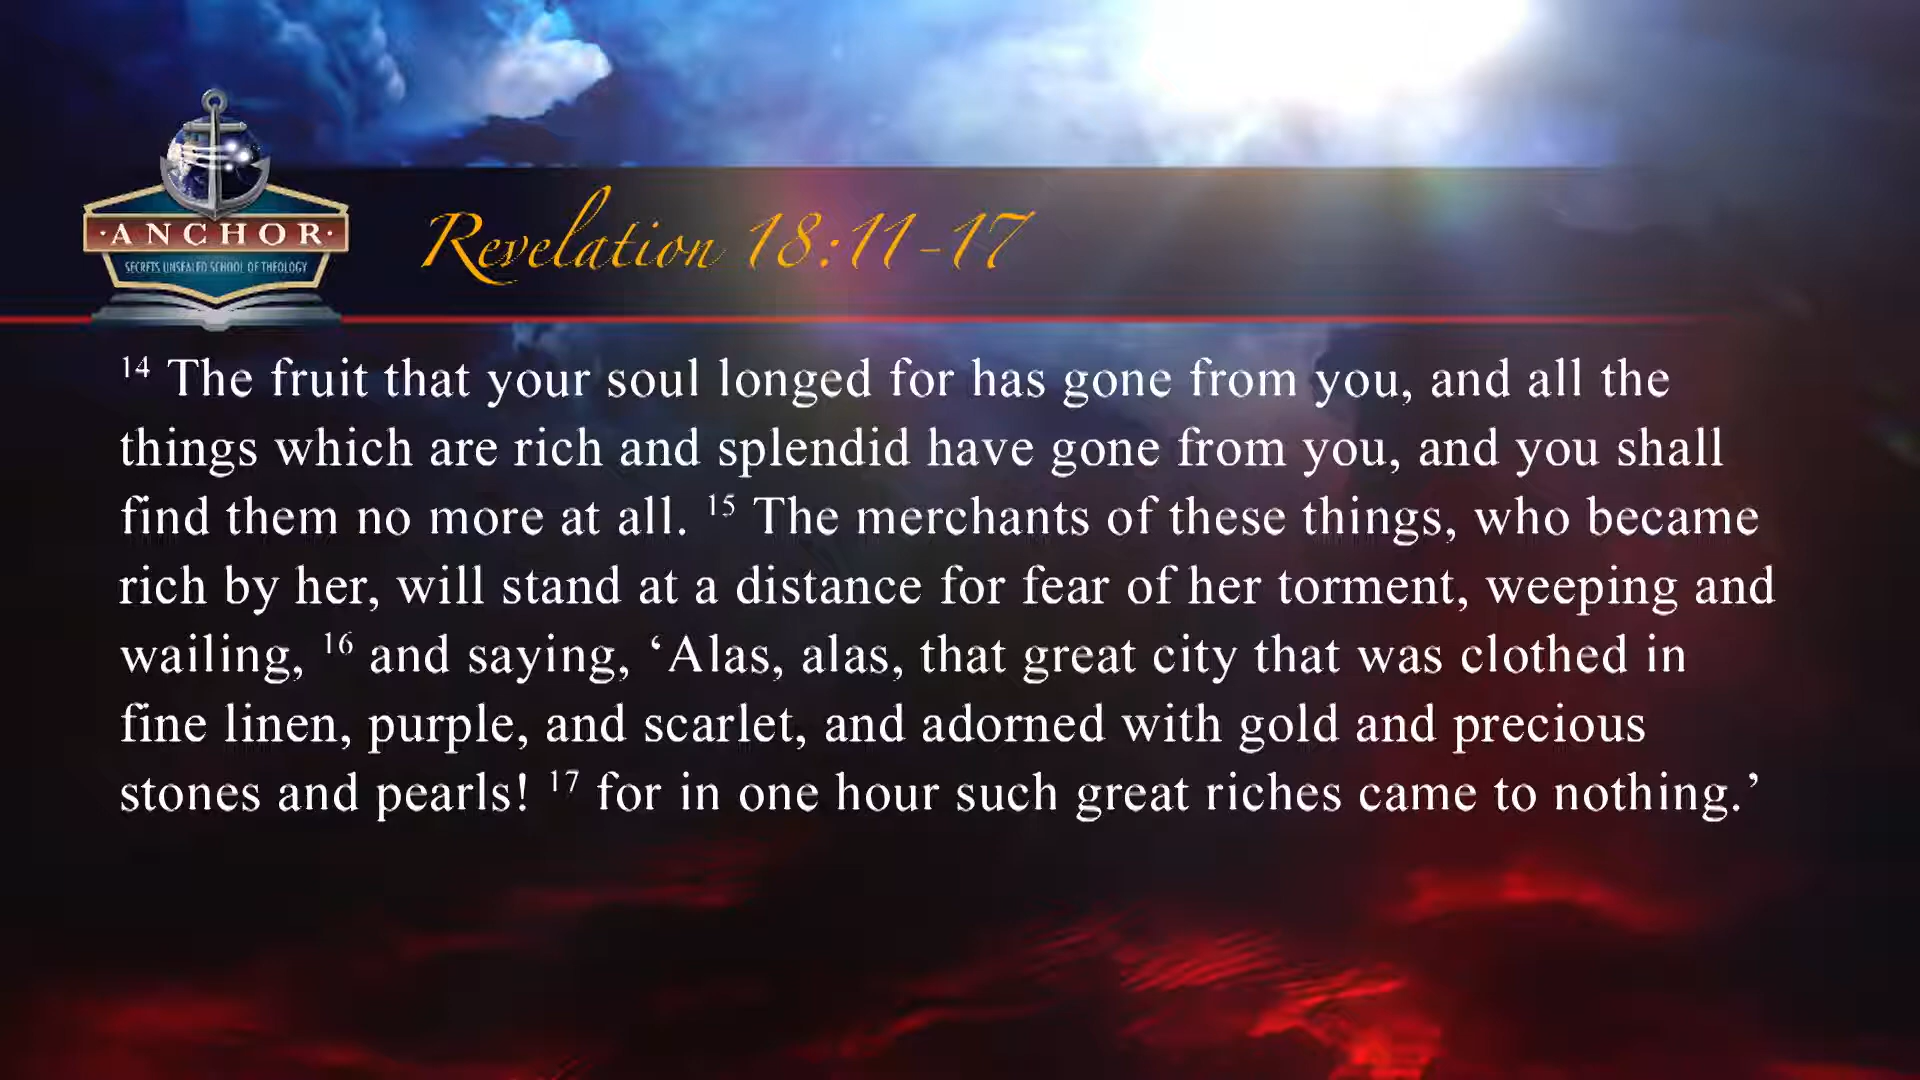 ·ANCHOR·
SECRETS UNSEALED SCHOOL OF THEOLOGY
Revelation 18:11-17
14 The fruit that your soul longed for has gone from you, and all the
things which are rich and splendid have gone from you, and you shall
find them no more at all. 15 The merchants of these things, who became
rich by her, will stand at a distance for fear of her torment, weeping and
wailing, 16 and saying, ‘Alas, alas, that great city that was clothed in
fine linen, purple, and scarlet, and adorned with gold and precious
stones and pearls! 17 for in one hour such great riches came to nothing.’